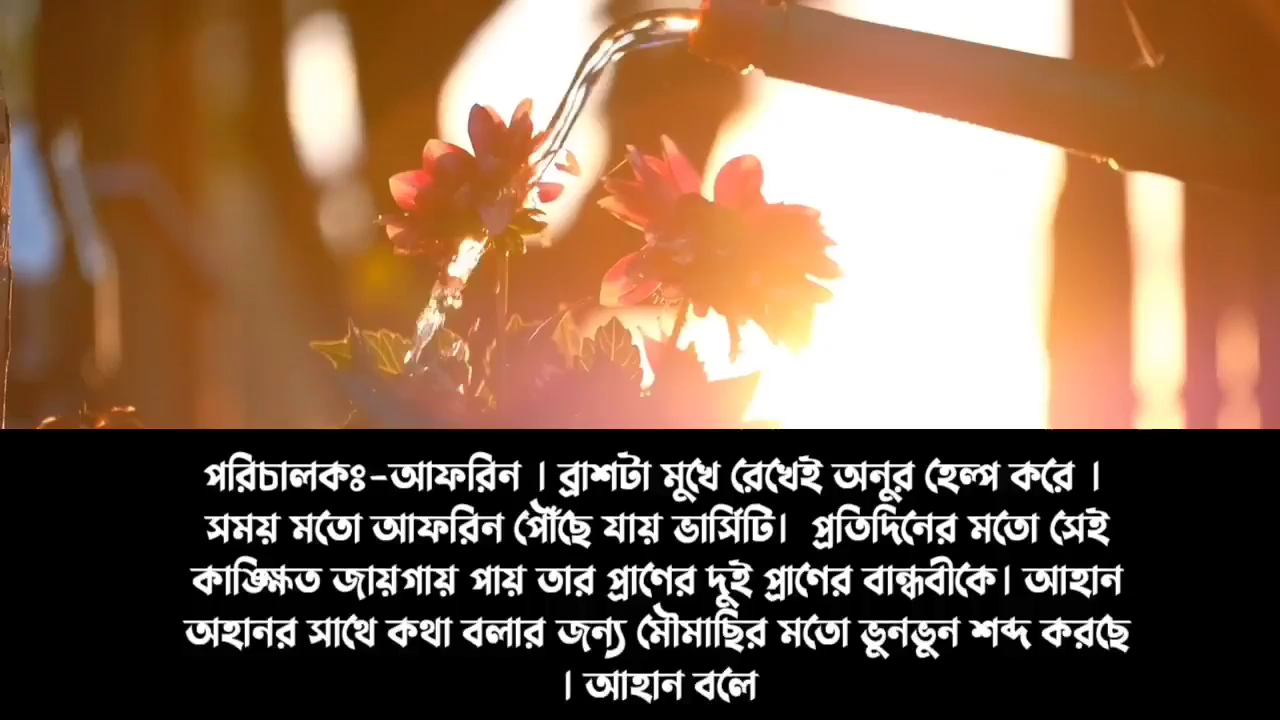 পরিচালকঃ-আফরিন । ব্রাশটা মুখে রেখেই অনুর হেল্প করে ।
সময় মতো আফরিন পৌঁছে যায় ভার্সিটি। প্রতিদিনের মতো সেই
কাঙ্ক্ষিত জায়গায় পায় তার প্রাণের দুই প্রাণের বান্ধবীকে। আহান
অহানর সাথে কথা বলার জন্য মৌমাছির মতো ভুনভুন শব্দ করছে
। আহান বলে